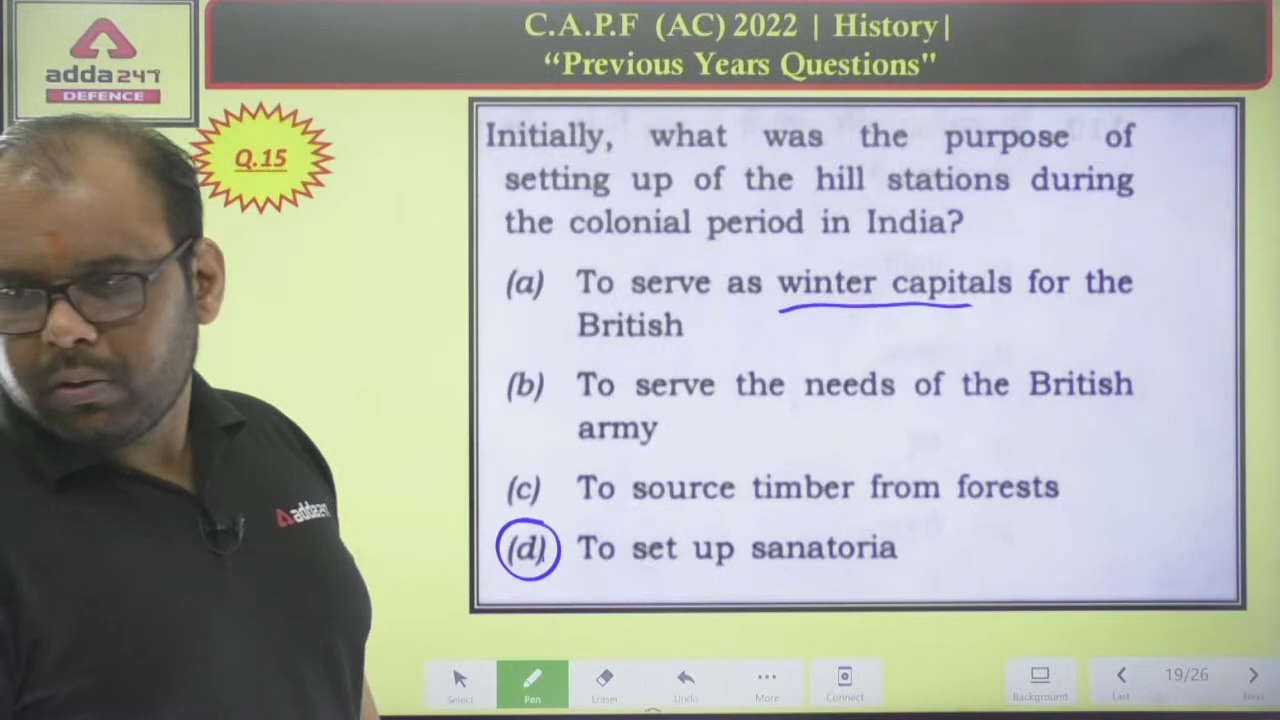 C.A.P.F (AC) 2022 | History|
“Previous Years Questions"
adda247
DEFENCE
Q.15
Initially, what was the purpose of
setting up of the hill stations during
the colonial period in India?
(a) To serve as winter capitals for the
British
(b) To serve the needs of the British
army
(c) To source timber from forests
(d) To set up sanatoria
adda247
Select
Pen
Eraser
Undo
More
Connect
Background
Last
19/26
Next